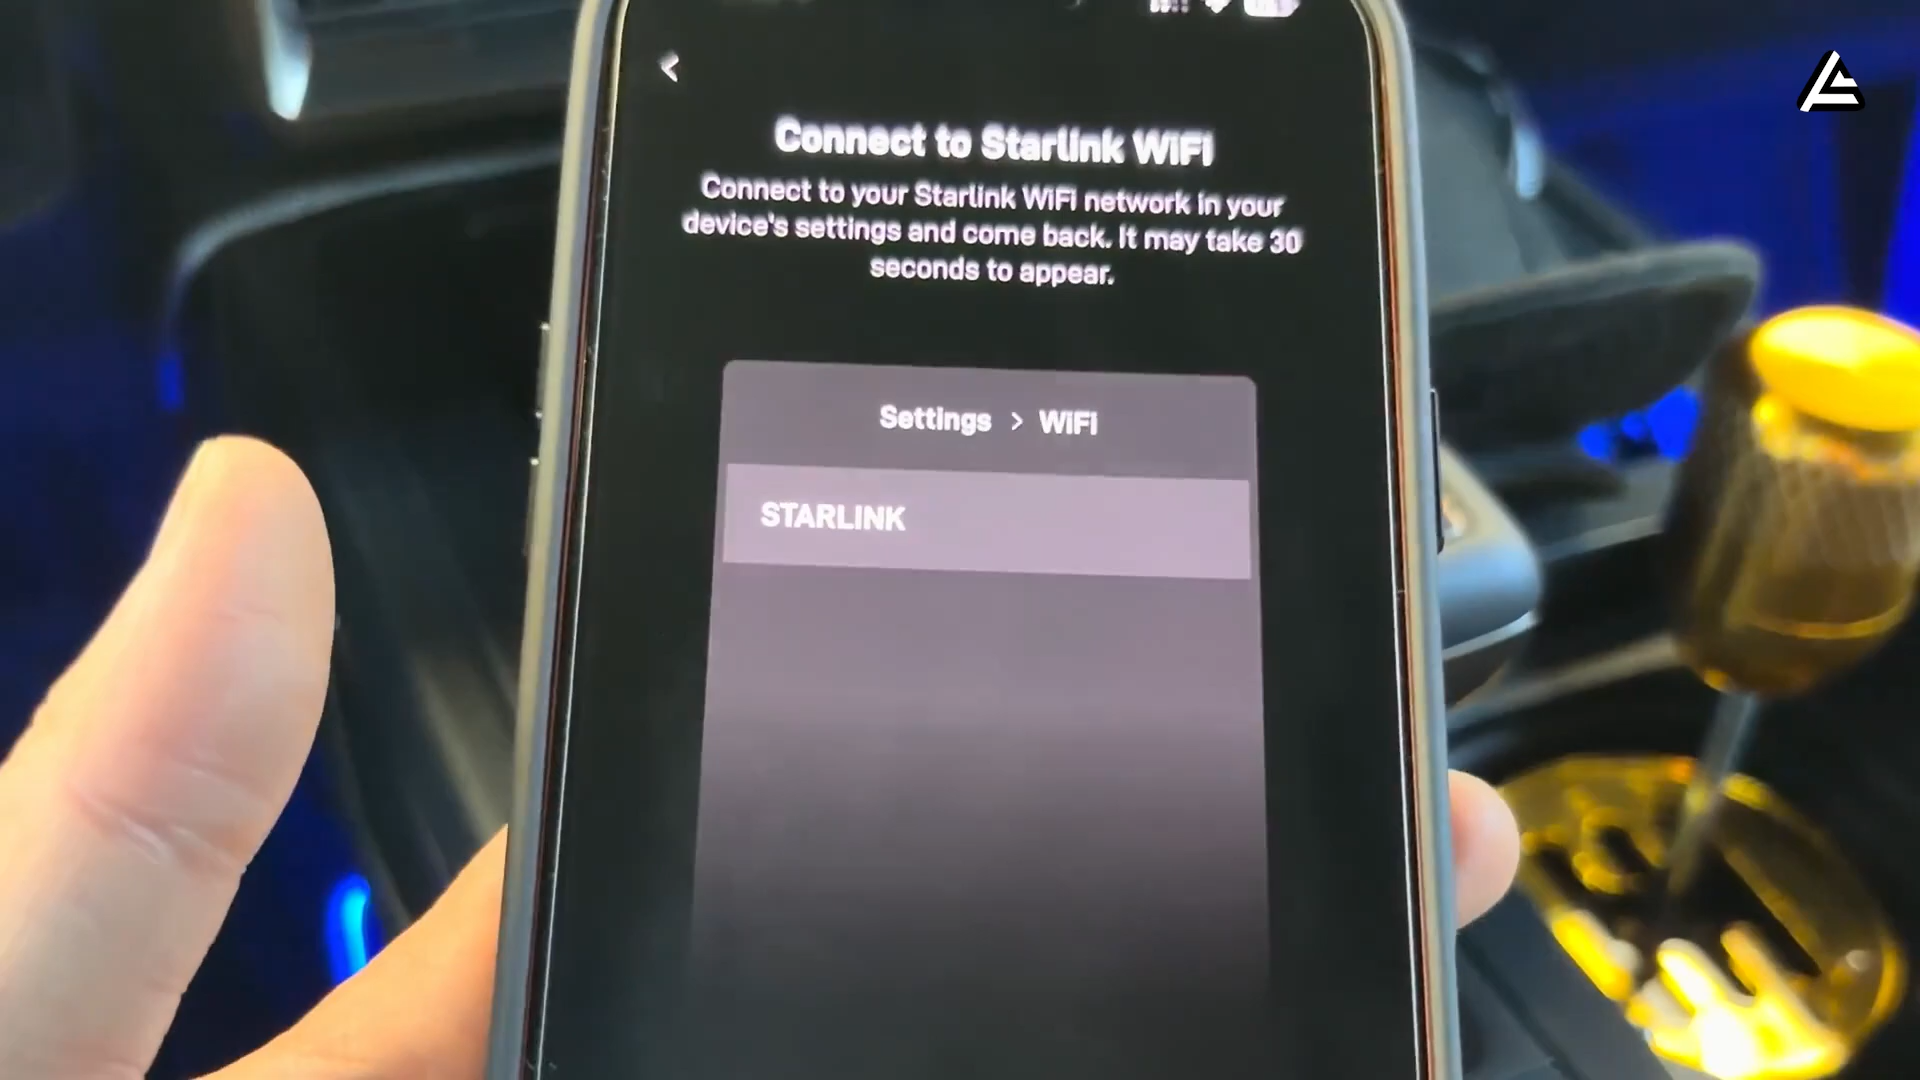 Connect to Starlink WiFi
Connect to your Starlink WiFi network in your
device's settings and come back. It may take 30
seconds to appear.
Settings > WiFi
STARLINK